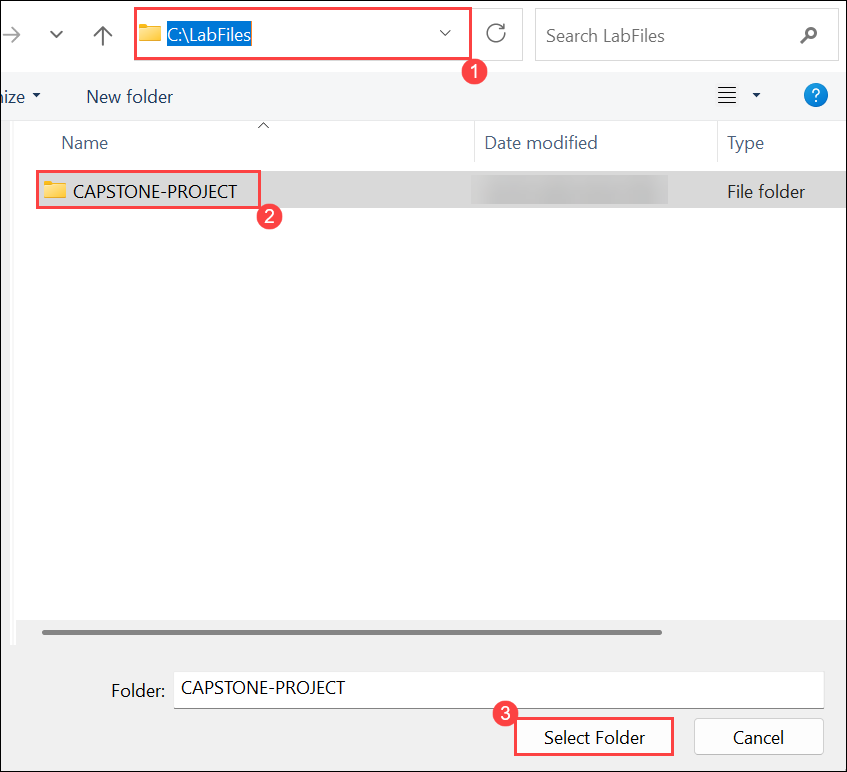 C:\LabFiles
Search LabFiles
1
ize
New folder
?
Name
Date modified
Type
CAPSTONE-PROJECT
File folder
2
Folder:
CAPSTONE-PROJECT
3
Select Folder
Cancel